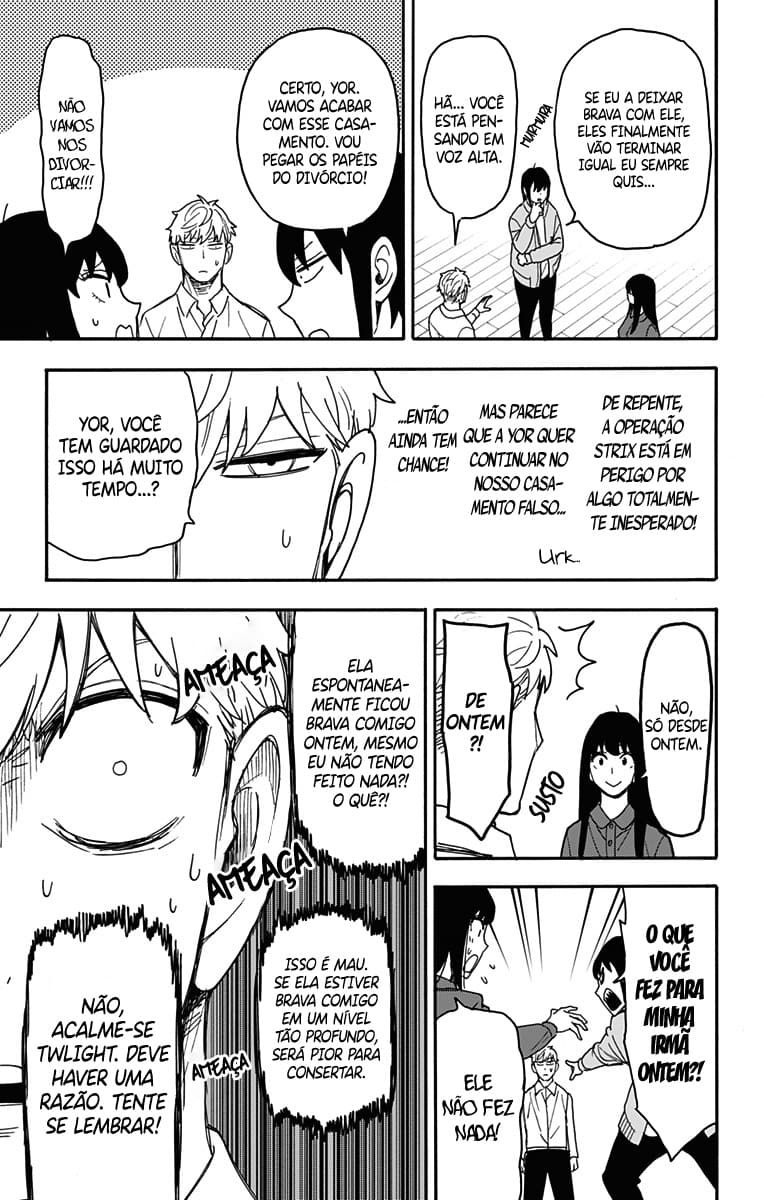 SE EU A DEIXAR
BRAVA COM ELE,
ELES FINALMENTE
VÃO TERMINAR
IGUAL EU SEMPRE
QUIS...
MURMURA
HÃ... VOCÊ
ESTÁ PEN-
SANDO EM
VOZ ALTA.
CERTO, YOR.
VAMOS ACABAR
COM ESSE CASA-
MENTO. VOU
PEGAR OS PAPÉIS
DO DIVÓRCIO!
NÃO
VAMOS
NOS
DIVOR-
CIAR!!!
DE REPENTE,
A OPERAÇÃO
STRIX ESTÁ EM
PERIGO POR
ALGO TOTALMEN-
TE INESPERADO!
MAS PARECE
QUE A YOR QUER
CONTINUAR NO
NOSSO CASA-
MENTO FALSO...
Urk...
...ENTÃO
AINDA TEM
CHANCE!
YOR, VOCÊ
TEM GUARDADO
ISSO HÁ MUITO
TEMPO...?
NÃO,
SÓ DESDE
ONTEM.
DE
ONTEM?!
SUSTO
O QUE
VOCÊ
FEZ PARA
MINHA
IRMÃ
ONTEM?!
ELE
NÃO FEZ
NADA!
ELA
ESPONTANEA-
MENTE FICOU
BRAVA COMIGO
ONTEM, MESMO
EU NÃO TENDO
FEITO NADA?!
O QUÊ?!
AMEAÇA
AMEAÇA
ISSO É MAU.
SE ELA ESTIVER
BRAVA COMIGO
EM UM NÍVEL
TÃO PROFUNDO,
SERÁ PIOR PARA
CONSERTAR.
AMEAÇA
NÃO,
ACALME-SE
TWLIGHT. DEVE
HAVER UMA
RAZÃO. TENTE
SE LEMBRAR!